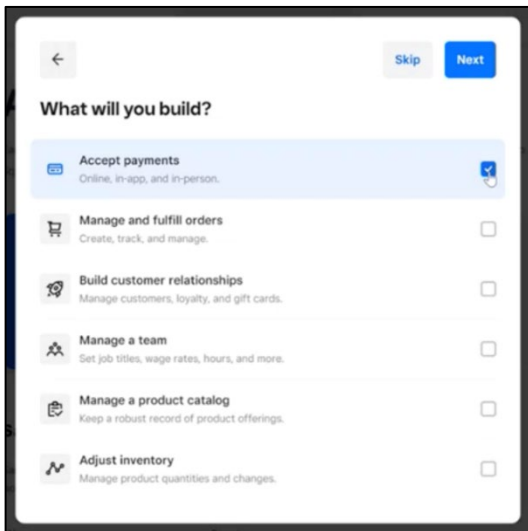 Skip
Next
What will you build?
Accept payments
Online, in-app, and in-person.
Manage and fulfill orders
Create, track, and manage.
Build customer relationships
Manage customers, loyalty, and gift cards.
Manage a team
Set job titles, wage rates, hours, and more.
Manage a product catalog
Keep a robust record of product offerings.
Adjust inventory
Manage product quantities and changes.